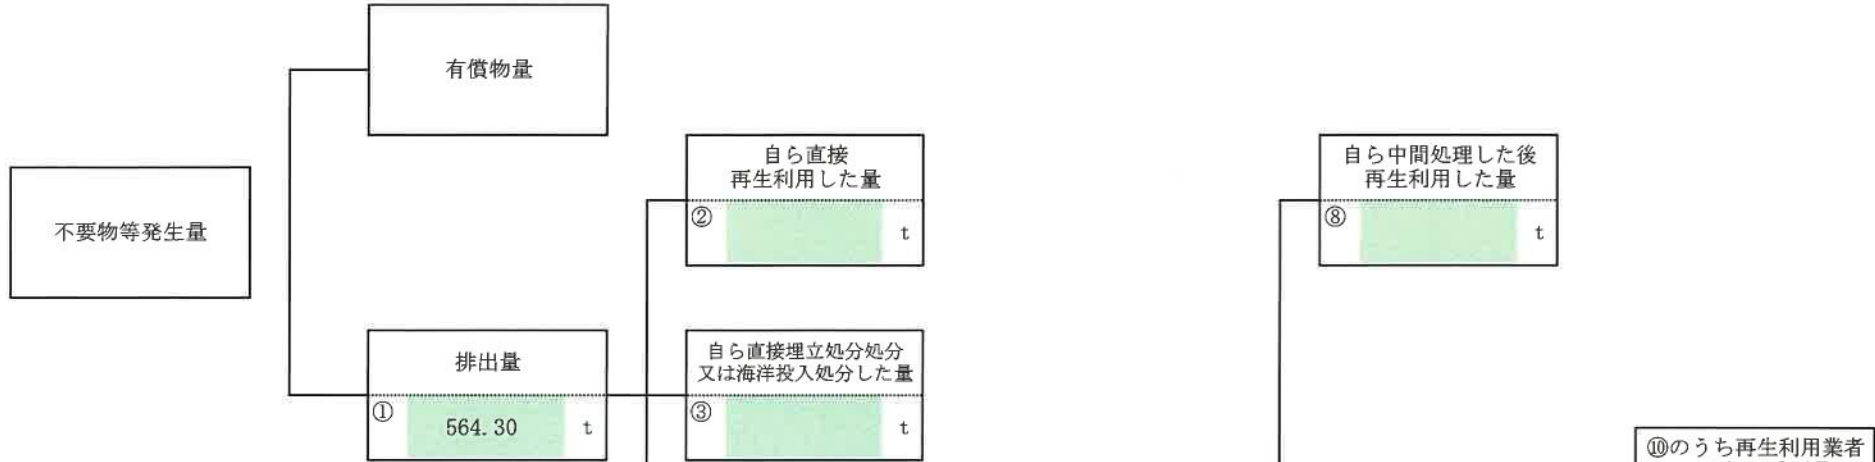 有償物量
不要物等発生量
自ら直接
再生利用した量
② t
自ら中間処理した後
再生利用した量
⑧ t
排出量
① 564.30 t
自ら直接埋立処分処分
又は海洋投入処分した量
③ t
⑩のうち再生利用業者